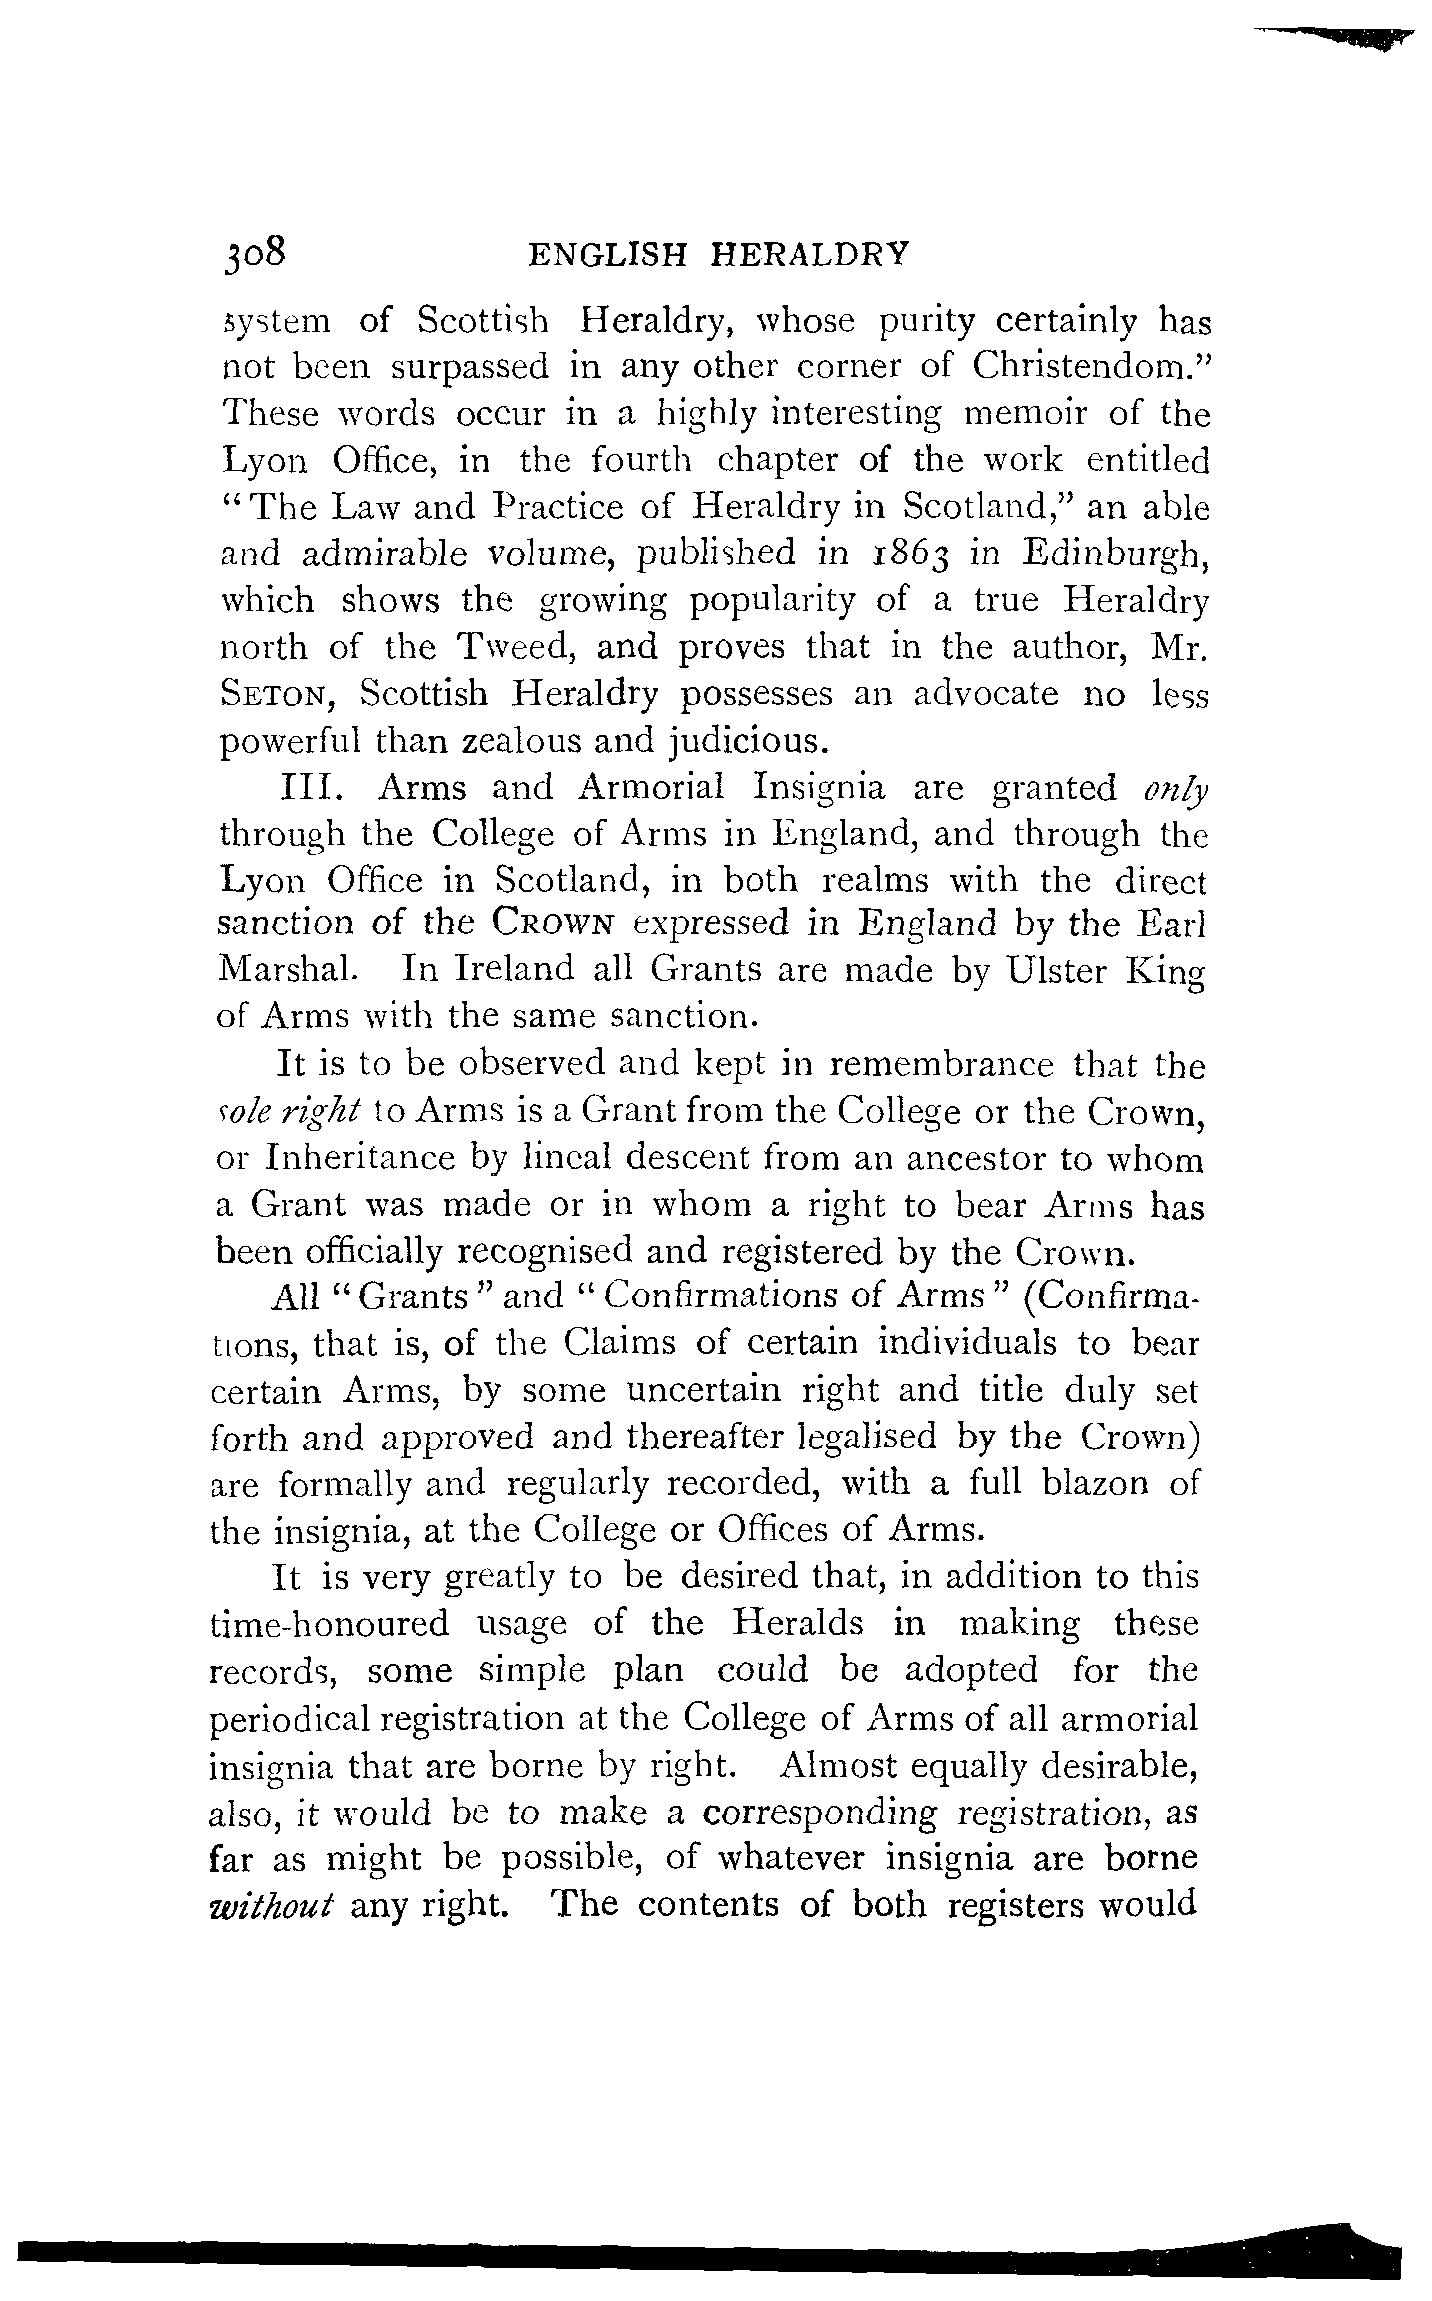 308 ENGLISH HERALDRY
system of Scottish Heraldry, whose purity certainly has
not been surpassed in any other corner of Christendom."
These words occur in a highly interesting memoir of the
Lyon Office, in the fourth chapter of the work entitled
"The Law and Practice of Heraldry in Scotland," an able
and admirable volume, published in 1863 in Edinburgh,
which shows the growing popularity of a true Heraldry
north of the Tweed, and proves that in the author, Mr.
SETON, Scottish Heraldry possesses an advocate no less
powerful than zealous and judicious.
III. Arms and Armorial Insignia are granted only
through the College of Arms in England, and through the
Lyon Office in Scotland, in both realms with the direct
sanction of the CROWN expressed in England by the Earl
Marshal. In Ireland all Grants are made by Ulster King
of Arms with the same sanction.
It is to be observed and kept in remembrance that the
sole right to Arms is a Grant from the College or the Crown,
or Inheritance by lineal descent from an ancestor to whom
a Grant was made or in whom a right to bear Arms has
been officially recognised and registered by the Crown.
All "Grants" and "Confirmations of Arms" (Confirma-
tions, that is, of the Claims of certain individuals to bear
certain Arms, by some uncertain right and title duly set
forth and approved and thereafter legalised by the Crown)
are formally and regularly recorded, with a full blazon of
the insignia, at the College or Offices of Arms.
It is very greatly to be desired that, in addition to this
time-honoured usage of the Heralds in making these
records, some simple plan could be adopted for the
periodical registration at the College of Arms of all armorial
insignia that are borne by right. Almost equally desirable,
also, it would be to make a corresponding registration, as
far as might be possible, of whatever insignia are borne
without any right. The contents of both registers would